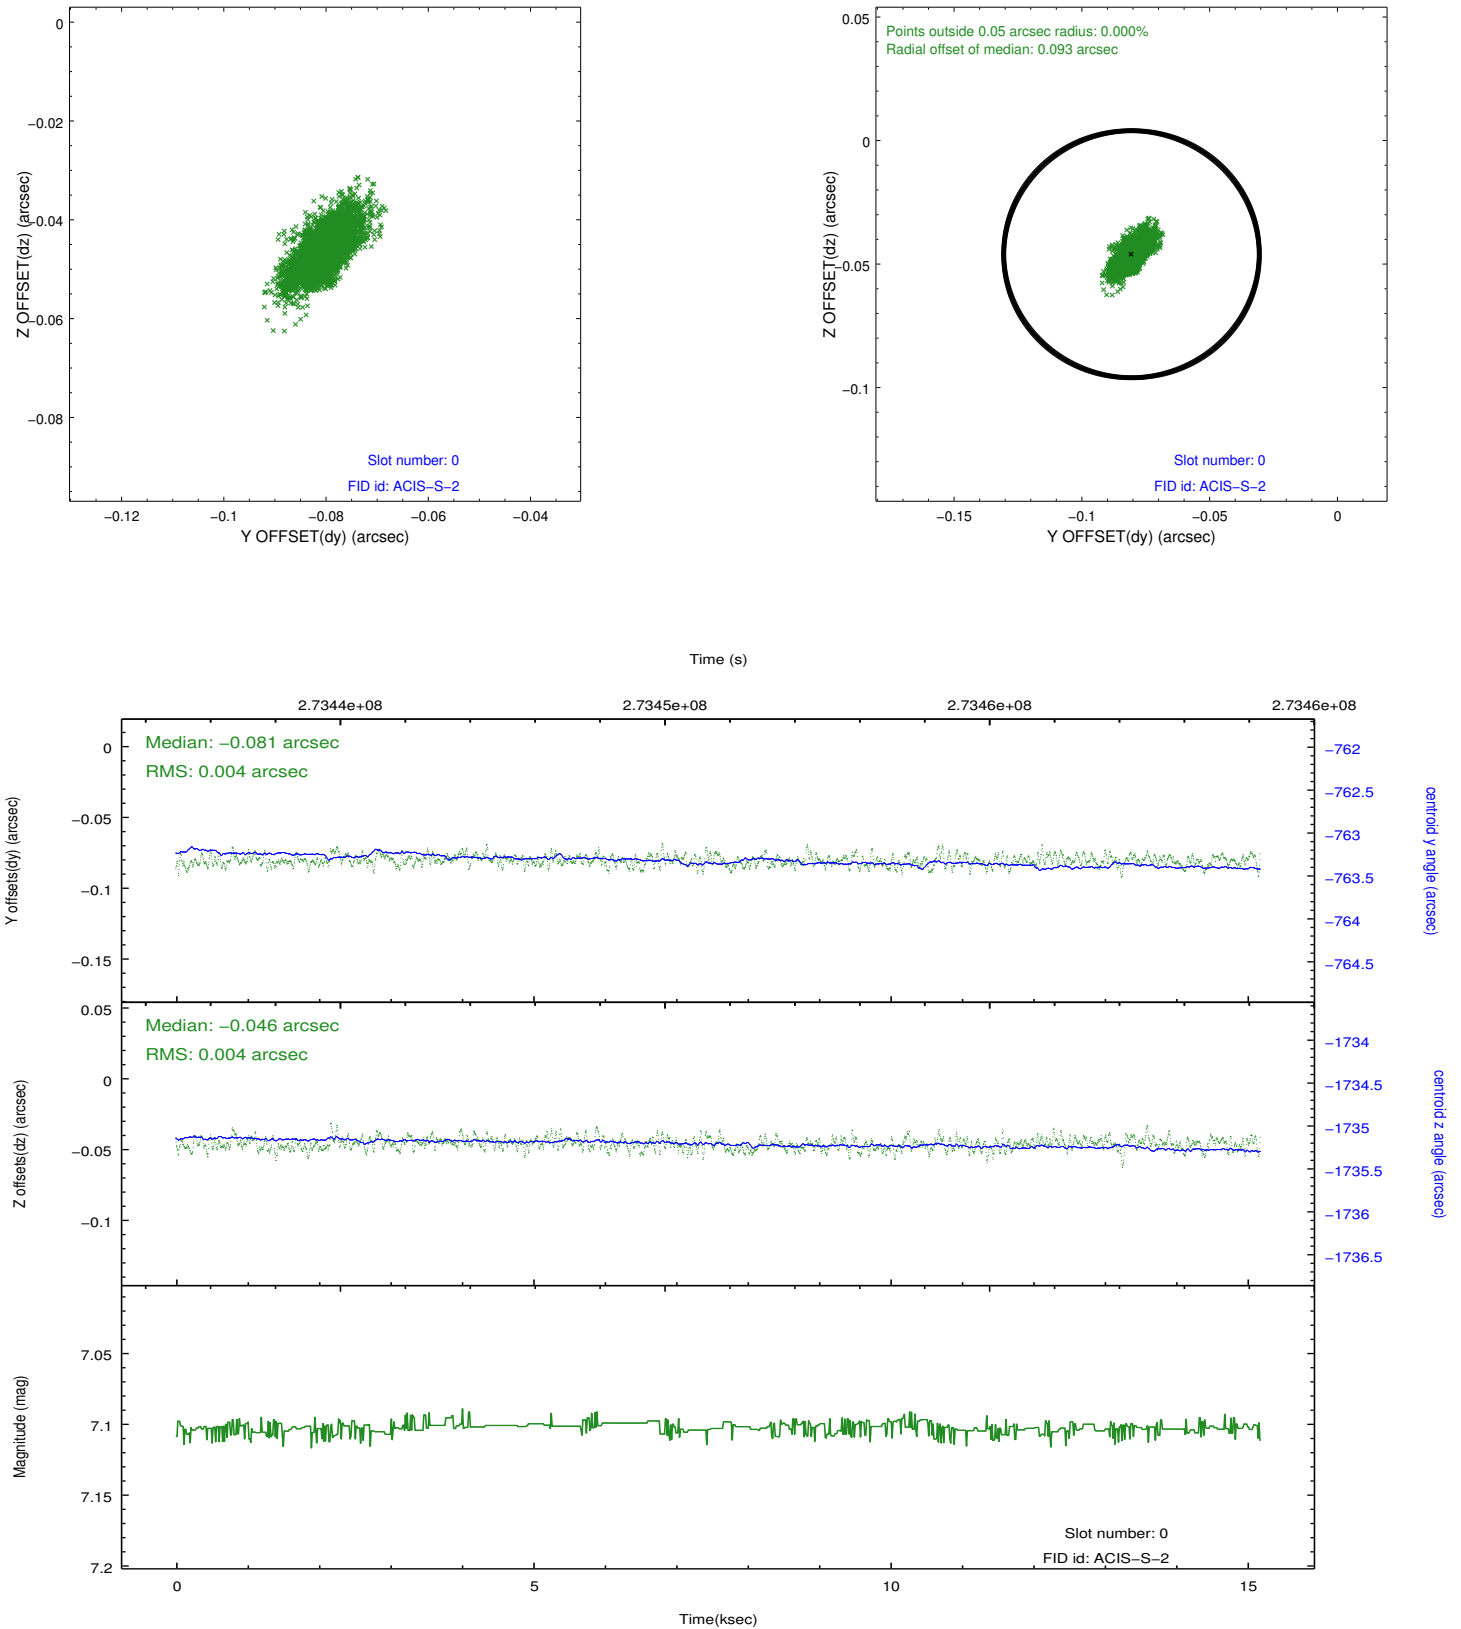 0
−0.02
−0.04
−0.06
−0.08
Z OFFSET(dz) (arcsec)
Slot number: 0
FID id: ACIS−S−2
−0.12
−0.1
−0.08
−0.06
−0.04
Y OFFSET(dy) (arcsec)
0.05
0
−0.05
−0.1
Z OFFSET(dz) (arcsec)
Points outside 0.05 arcsec radius: 0.000%
Radial offset of median: 0.093 arcsec
Slot number: 0
FID id: ACIS−S−2
−0.15
−0.1
−0.05
0
Y OFFSET(dy) (arcsec)
Time (s)
2.7344e+08
2.7345e+08
2.7346e+08
2.7346e+08
Median: −0.081 arcsec
RMS: 0.004 arcsec
0
−0.05
−0.1
−0.15
Y offsets(dy) (arcsec)
−762
−762.5
−763
−763.5
−764
−764.5
centroid y angle (arcsec)
Median: −0.046 arcsec
RMS: 0.004 arcsec
0.05
0
−0.05
−0.1
Z offsets(dz) (arcsec)
−1734
−1734.5
−1735
−1735.5
−1736
−1736.5
centroid z angle (arcsec)
7.05
7.1
7.15
7.2
Magnitude (mag)
Slot number: 0
FID id: ACIS−S−2
0
5
10
15
Time(ksec)